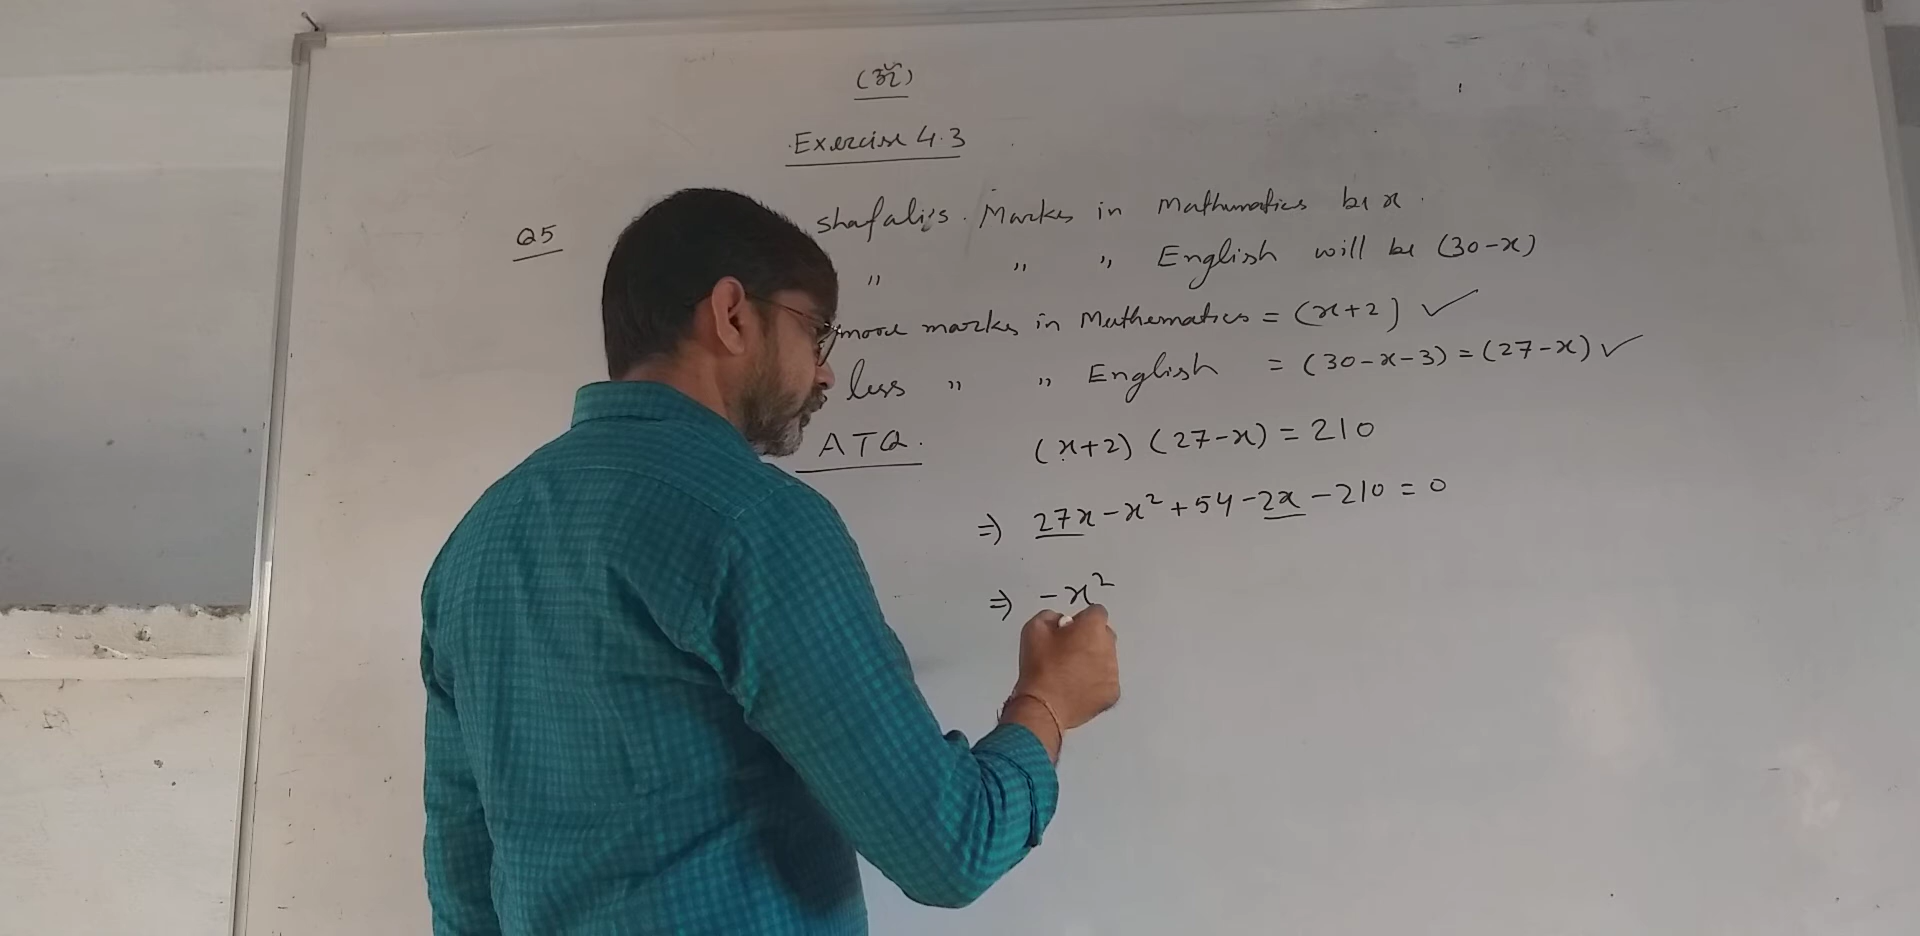 (ॐ)
Exercise 4.3
Q5 Shafali's Marks in Mathematics be x.
" " " English will be (30-x)
more marks in Mathematics = (x+2) ✓
less " " English = (30-x-3) = (27-x) ✓
ATQ. (x+2) (27-x) = 210
⇒ 27x-x²+54-2x-210=0
⇒ -x²